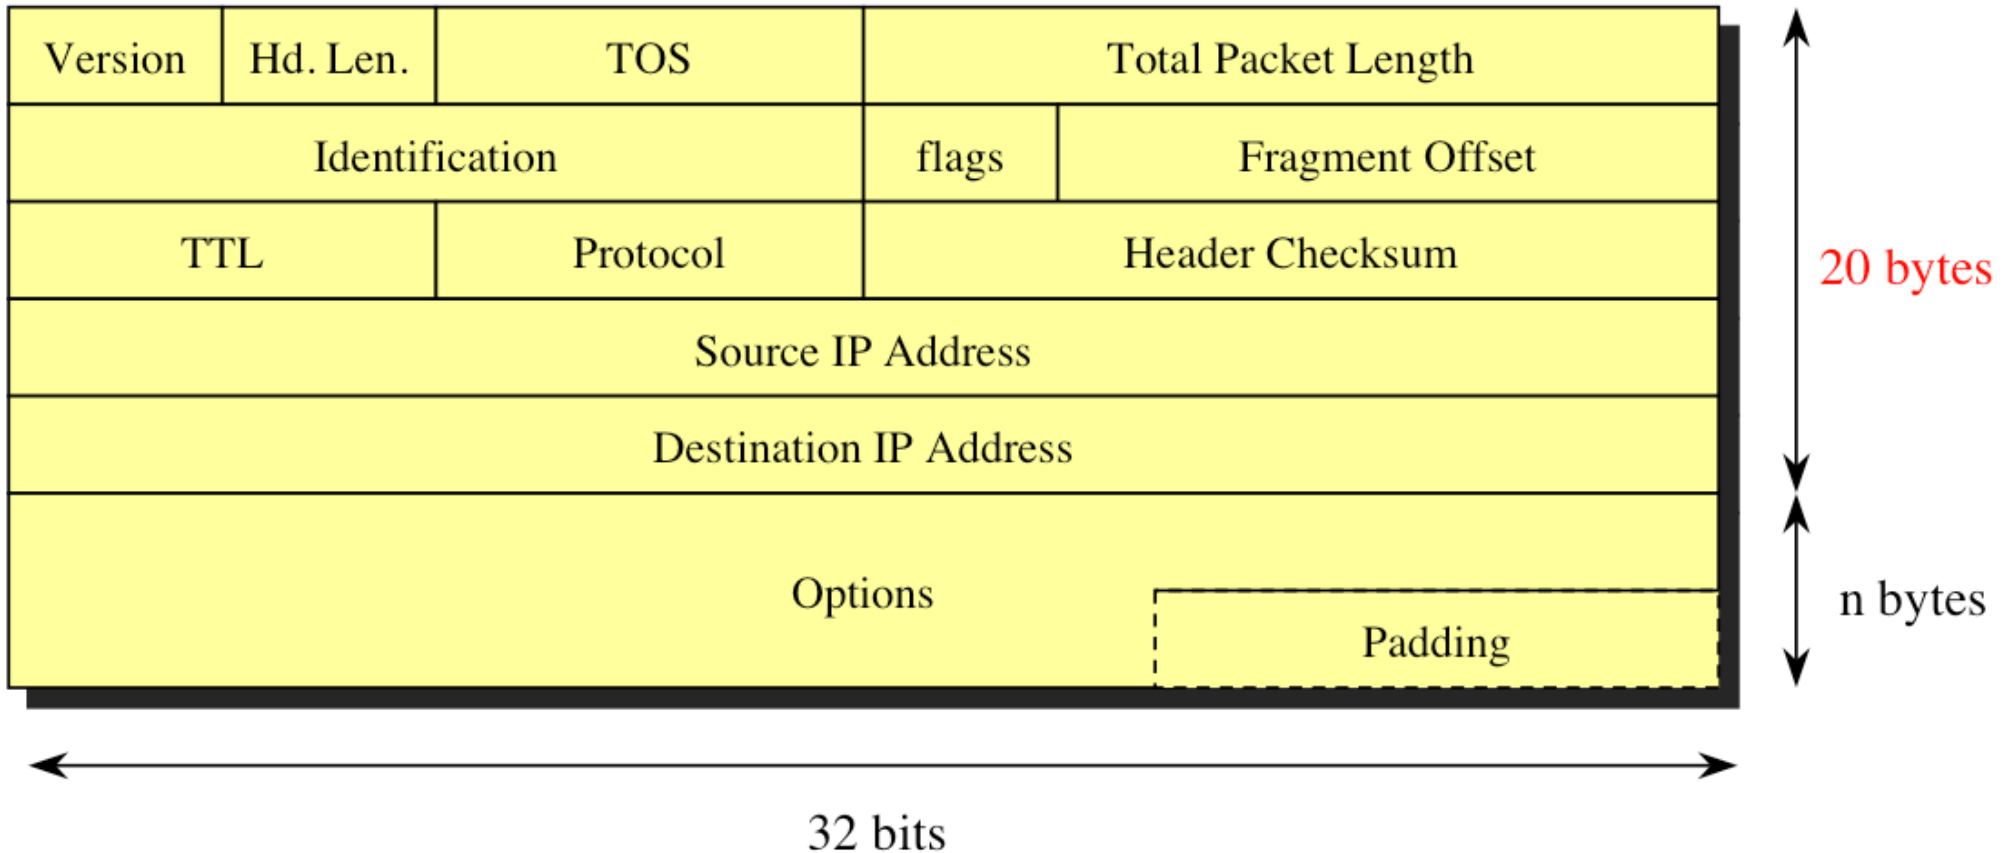 Version Hd. Len. TOS Total Packet Length
Identification flags Fragment Offset
TTL Protocol Header Checksum
20 bytes
Source IP Address
Destination IP Address
Options
n bytes
Padding
32 bits